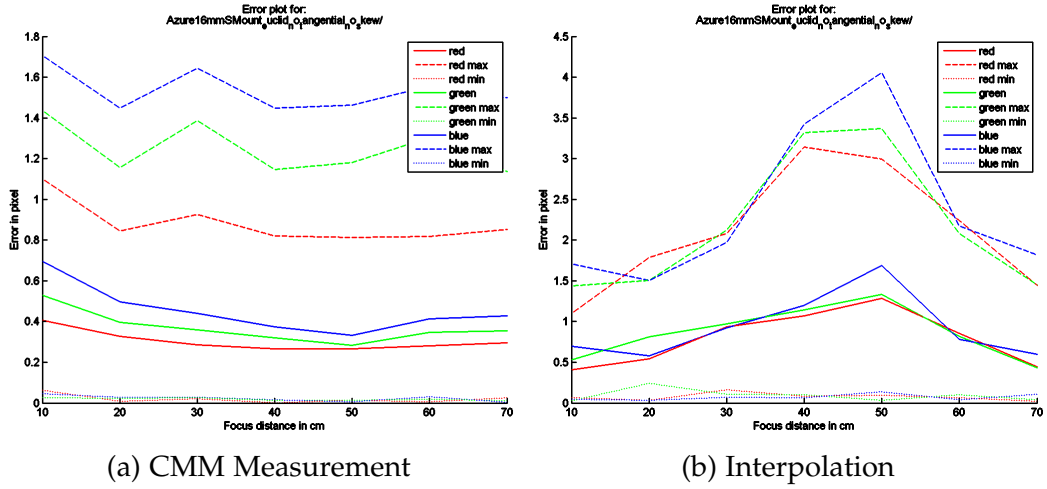 Error plot for:
Azure16mmSMount_euclid_no_tangential_no_skew/
1.8
1.6
1.4
1.2
1
0.8
0.6
0.4
0.2
0
Error in pixel
10
20
30
40
50
60
70
Focus distance in cm
red
red max
red min
green
green max
green min
blue
blue max
blue min
(a) CMM Measurement
Error plot for:
Azure16mmSMount_euclid_no_tangential_no_skew/
4.5
4
3.5
3
2.5
2
1.5
1
0.5
0
Error in pixel
10
20
30
40
50
60
70
Focus distance in cm
red
red max
red min
green
green max
green min
blue
blue max
blue min
(b) Interpolation